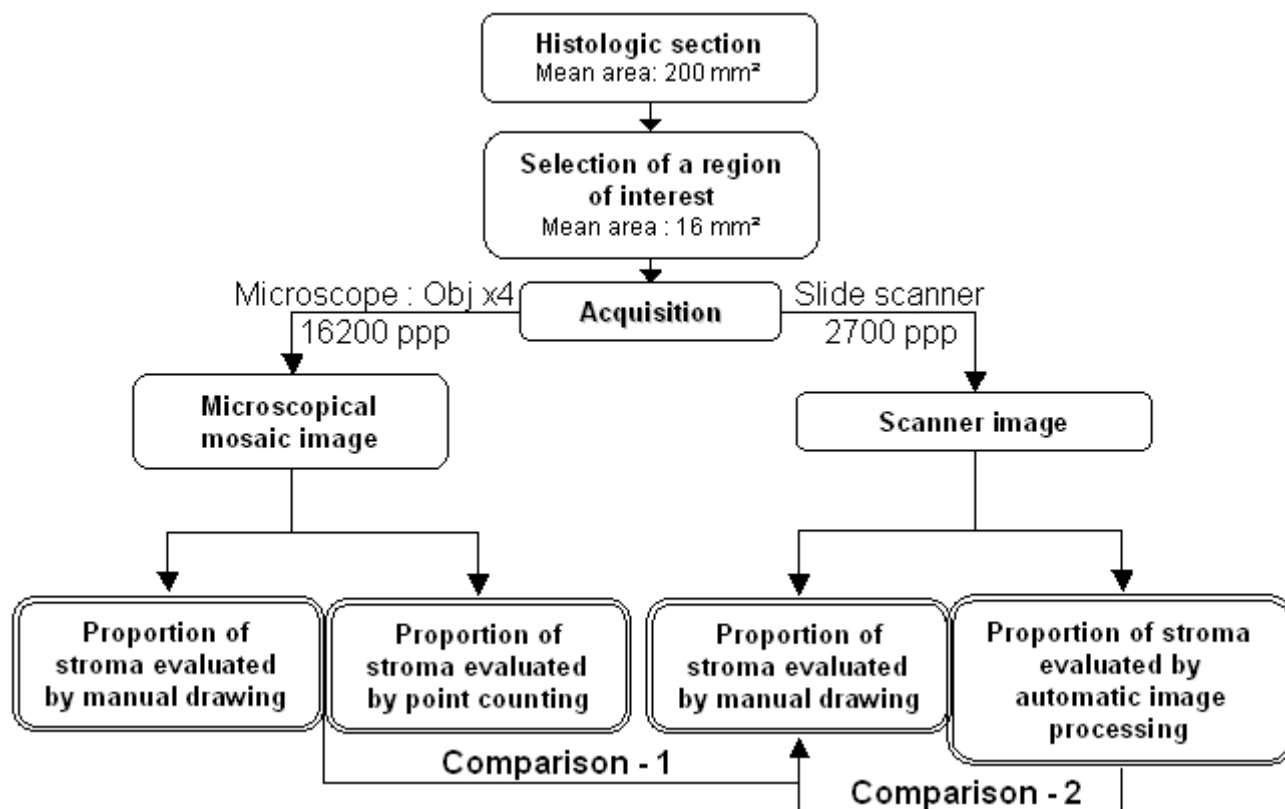 Histologic section
Mean area: 200 mm²
Selection of a region
of interest
Mean area : 16 mm²
Microscope : Obj x4
16200 ppp
Acquisition
Slide scanner
2700 ppp
Microscopical
mosaic image
Scanner image
Proportion of
stroma evaluated
by manual drawing
Proportion of
stroma evaluated
by point counting
Proportion of
stroma evaluated
by manual drawing
Proportion of stroma
evaluated by
automatic image
processing
Comparison - 1
Comparison - 2